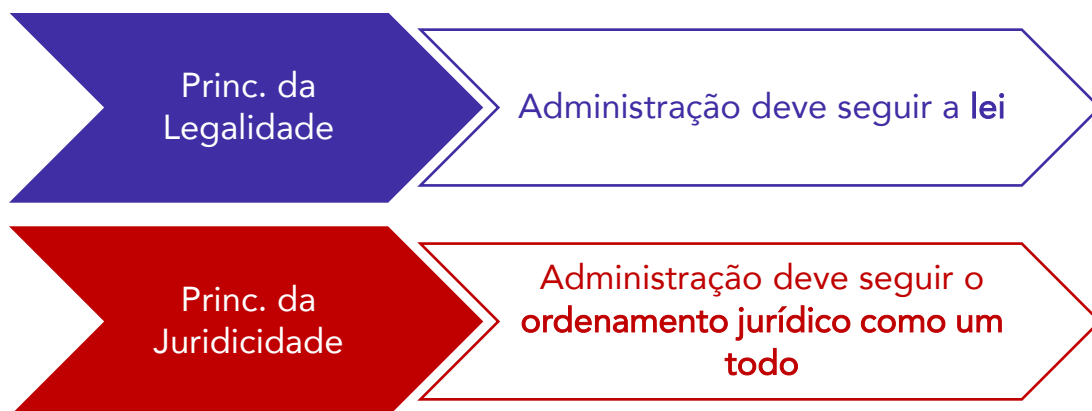 Princ. da
Legalidade
Administração deve seguir a lei
Princ. da
Juridicidade
Administração deve seguir o
ordenamento jurídico como um
todo